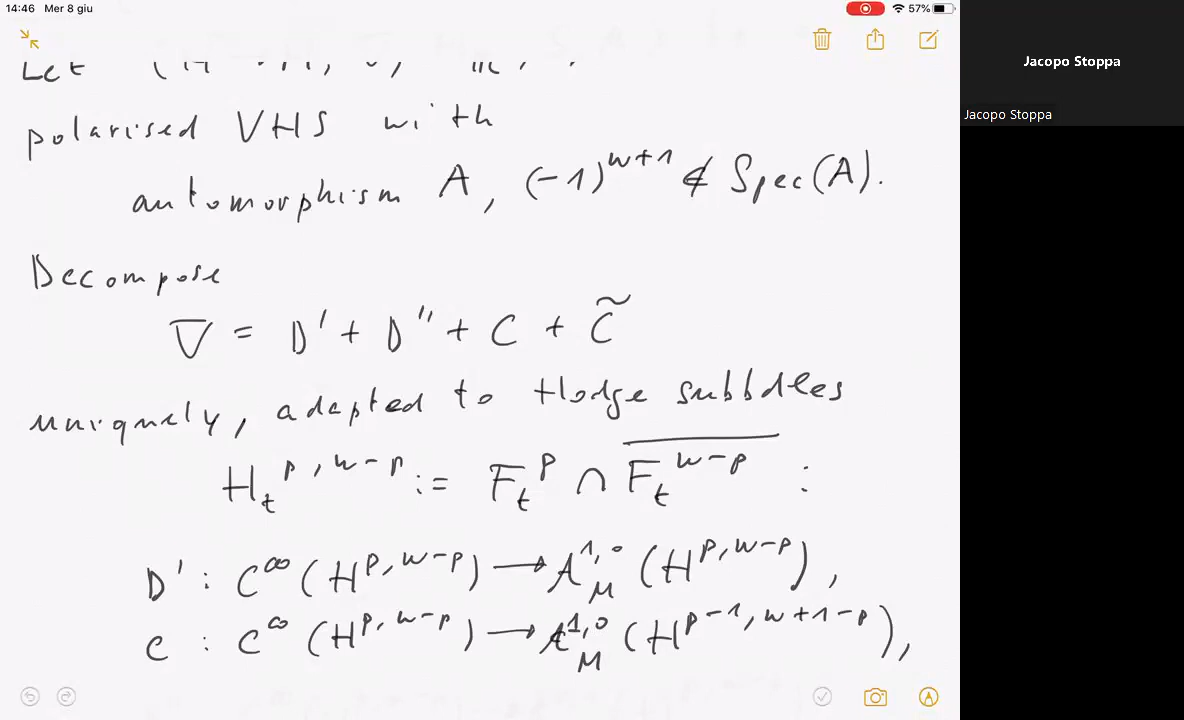 14:46 Mer 8 giu
57%
Jacopo Stoppa
Jacopo Stoppa
Let
polarised VHS with
automorphism A, (-1)^{w+1} ∉ Spec(A).
Decompose
∇ = D' + D'' + C + C̃
uniquely, adapted to Hodge subbdles
H_t^{p,w-p} := F_t^p ∩ \overline{F_t^{w-p}} :
D' : C^∞(H^{p,w-p}) → A_M^{1,0}(H^{p,w-p}),
C : C^∞(H^{p,w-p}) → A_M^{1,0}(H^{p-1,w+1-p}),